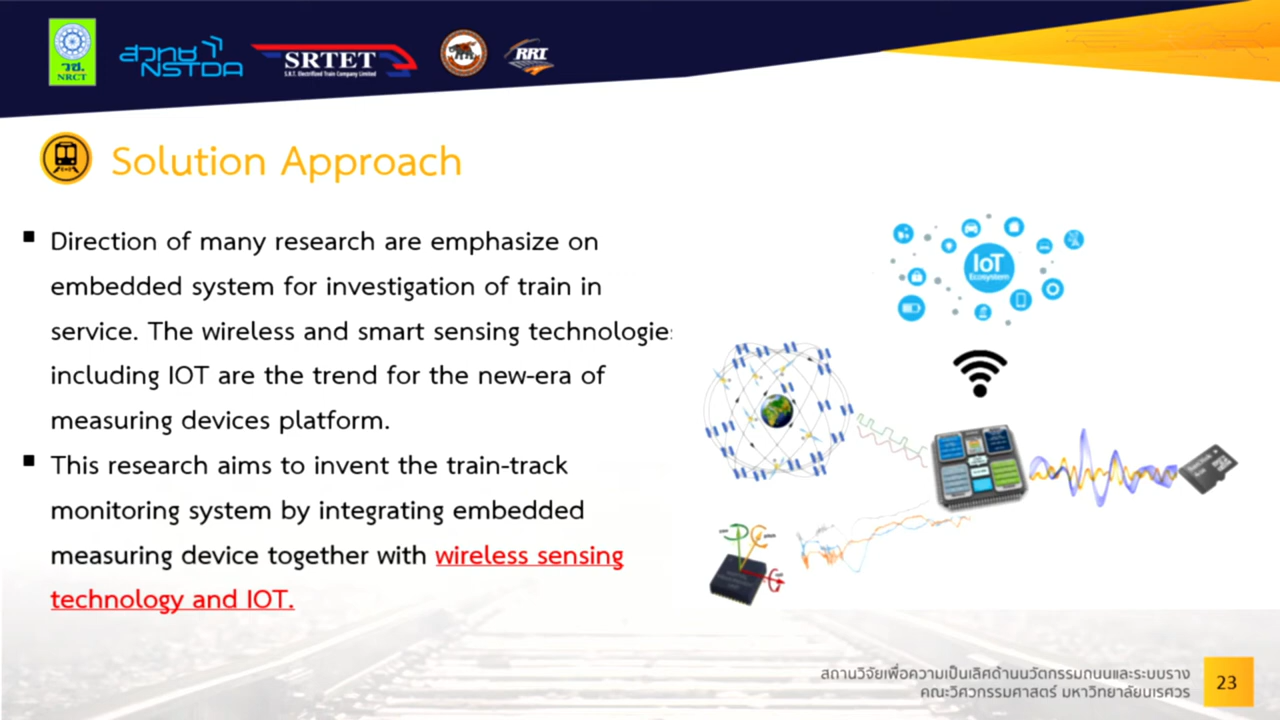 วช.
NRCT
สวทช
NSTDA
SRTET
S.R.T. Electrified Train Company Limited
RRI
Solution Approach
Direction of many research are emphasize on
embedded system for investigation of train in
service. The wireless and smart sensing technologie
including IOT are the trend for the new-era of
measuring devices platform.
This research aims to invent the train-track
monitoring system by integrating embedded
measuring device together with wireless sensing
technology and IOT.
IoT
Ecosystem
สถานวิจัยเพื่อความเป็นเลิศด้านนวัตกรรมถนนและระบบราง
คณะวิศวกรรมศาสตร์ มหาวิทยาลัยนเรศวร
23